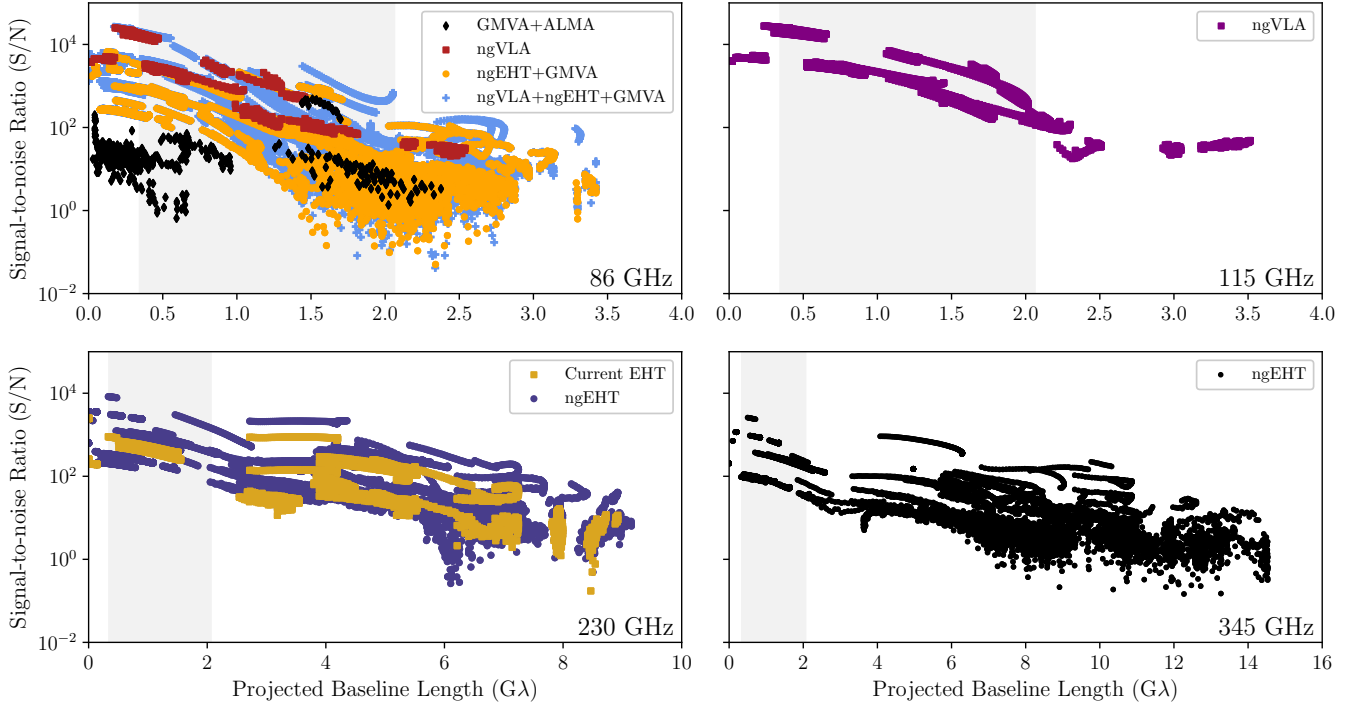 Signal-to-noise Ratio (S/N)
10^4
10^2
10^0
10^−2
0.0 0.5 1.0 1.5 2.0 2.5 3.0 3.5 4.0
GMVA+ALMA
ngVLA
ngEHT+GMVA
ngVLA+ngEHT+GMVA
86 GHz
0.0 0.5 1.0 1.5 2.0 2.5 3.0 3.5 4.0
ngVLA
115 GHz
Signal-to-noise Ratio (S/N)
10^4
10^2
10^0
10^−2
0 2 4 6 8 10
Current EHT
ngEHT
230 GHz
Projected Baseline Length (Gλ)
0 2 4 6 8 10 12 14 16
ngEHT
345 GHz
Projected Baseline Length (Gλ)